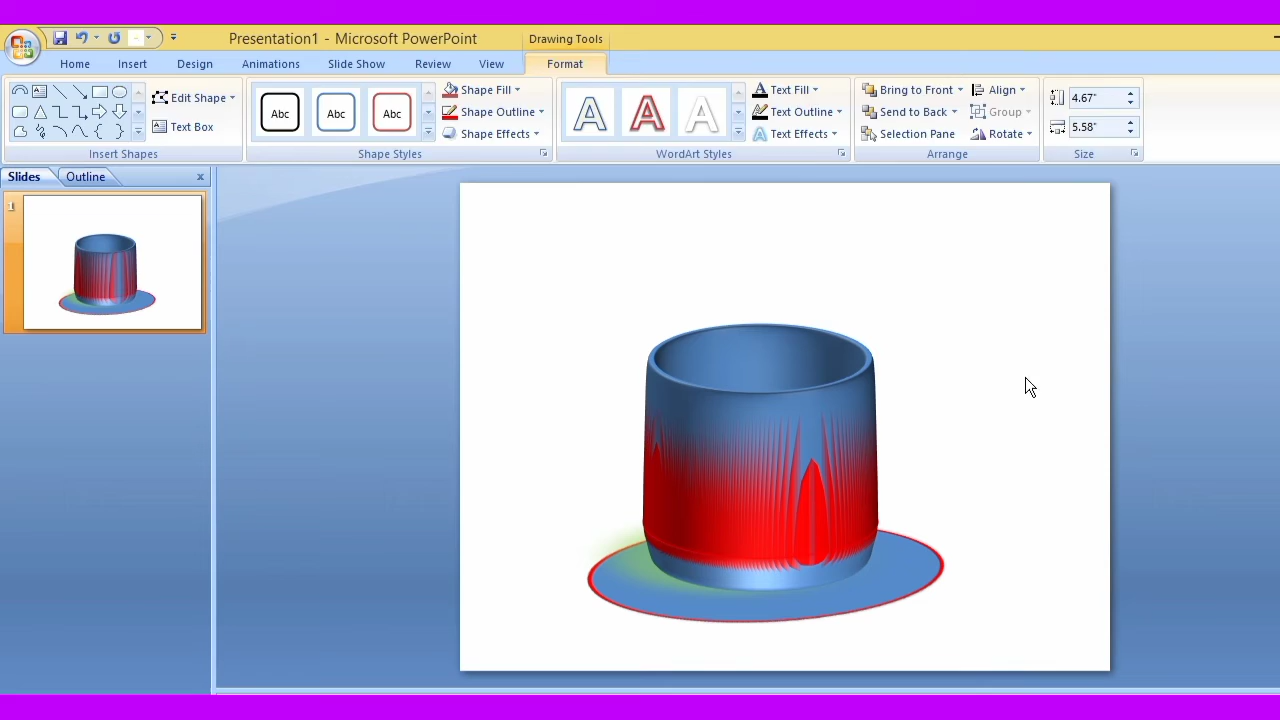 Presentation1 - Microsoft PowerPoint
Drawing Tools
Home Insert Design Animations Slide Show Review View Format
Edit Shape
Text Box
Insert Shapes
Abc Abc Abc
Shape Fill
Shape Outline
Shape Effects
Shape Styles
A A A
Text Fill
Text Outline
Text Effects
WordArt Styles
Bring to Front
Send to Back
Selection Pane
Align
Group
Rotate
Arrange
4.67"
5.58"
Size
Slides Outline x
1